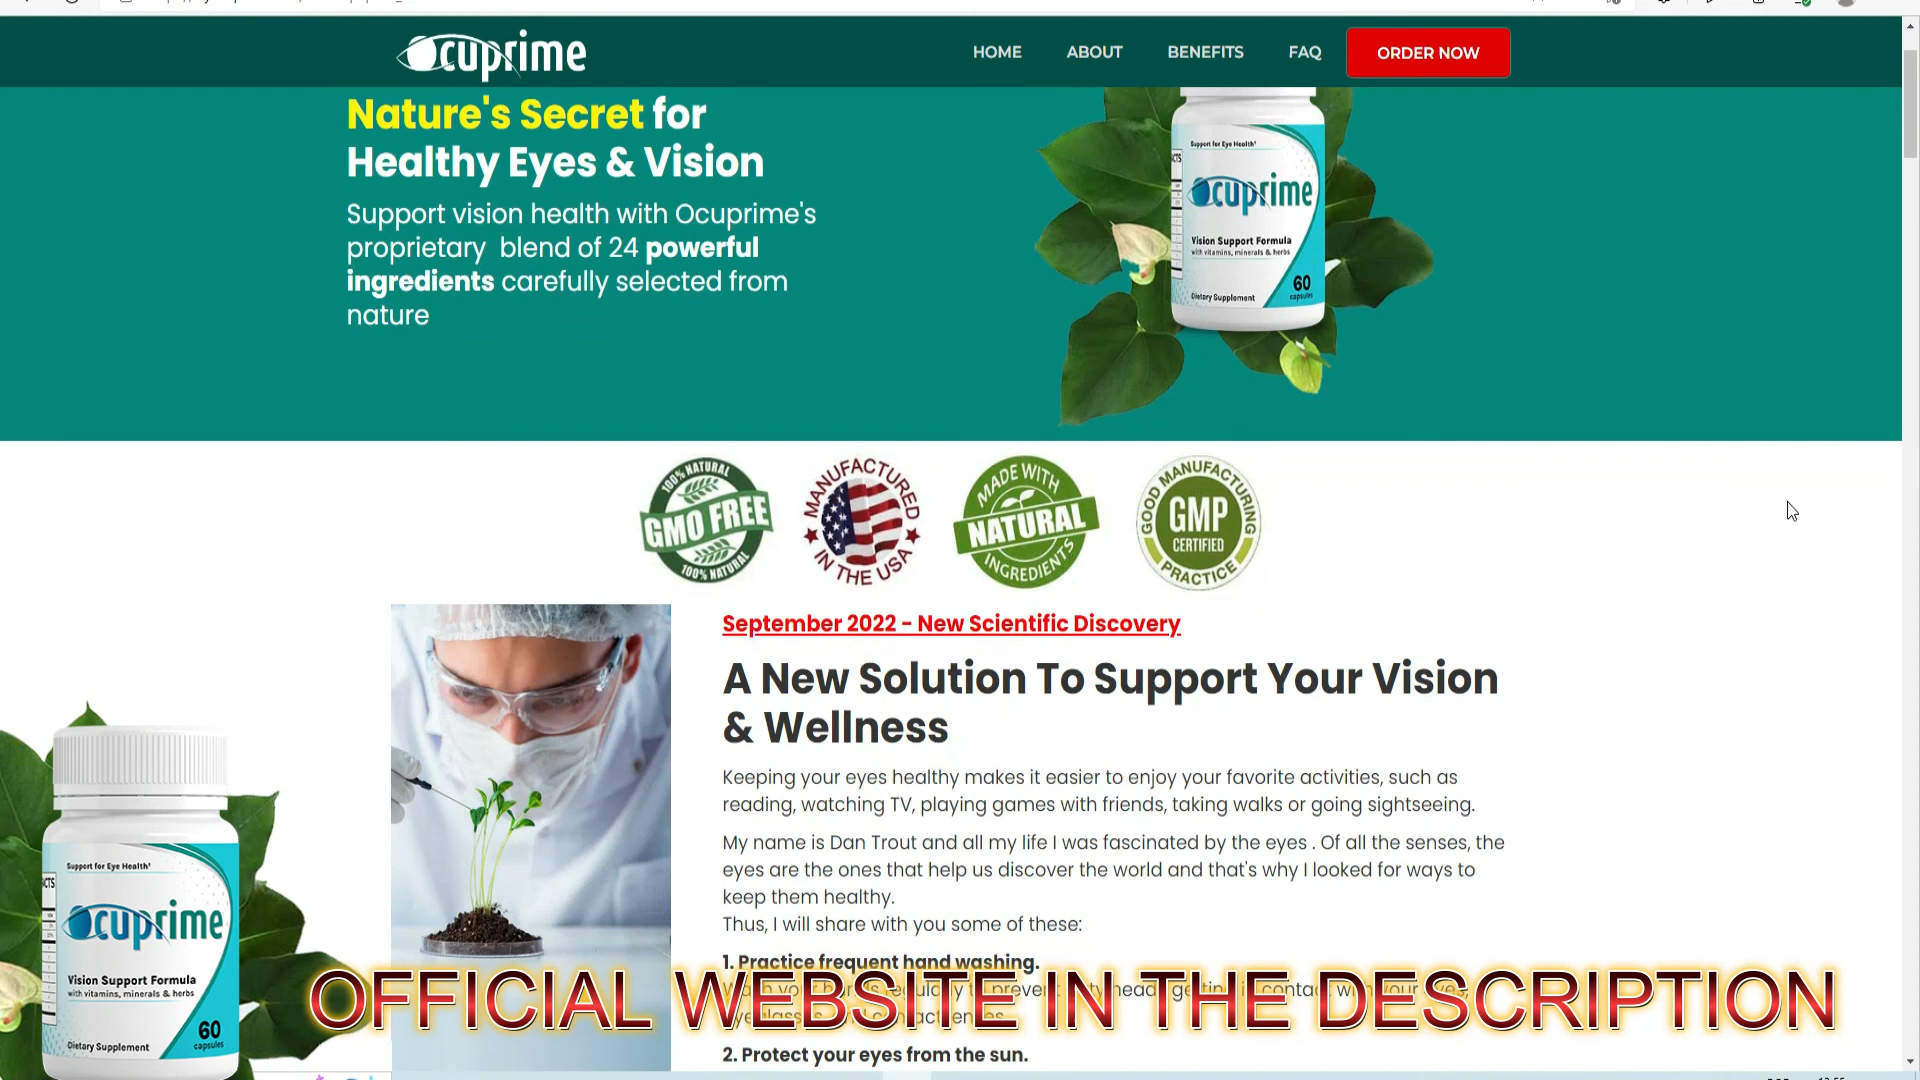 Ocuprime
HOME
ABOUT
BENEFITS
FAQ
ORDER NOW
Nature's Secret for
Healthy Eyes & Vision
Support vision health with Ocuprime's
proprietary blend of 24 powerful
ingredients carefully selected from
nature
Support for Eye Health¹
Ocuprime
Vision Support Formula
with vitamins, minerals & herbs
60
capsules
Dietary Supplement
100% NATURAL
GMO FREE
100% NATURAL
MANUFACTURED
IN THE USA
MADE WITH
NATURAL
INGREDIENTS
GOOD MANUFACTURING
GMP
CERTIFIED
PRACTICE
September 2022 - New Scientific Discovery
A New Solution To Support Your Vision
& Wellness
Keeping your eyes healthy makes it easier to enjoy your favorite activities, such as
reading, watching TV, playing games with friends, taking walks or going sightseeing.
My name is Dan Trout and all my life I was fascinated by the eyes . Of all the senses, the
eyes are the ones that help us discover the world and that's why I looked for ways to
keep them healthy.
Thus, I will share with you some of these:
1. Practice frequent hand washing.
2. Protect your eyes from the sun.
Support for Eye Health¹
Ocuprime
Vision Support Formula
with vitamins, minerals & herbs
60
capsules
Dietary Supplement
OFFICIAL WEBSITE IN THE DESCRIPTION